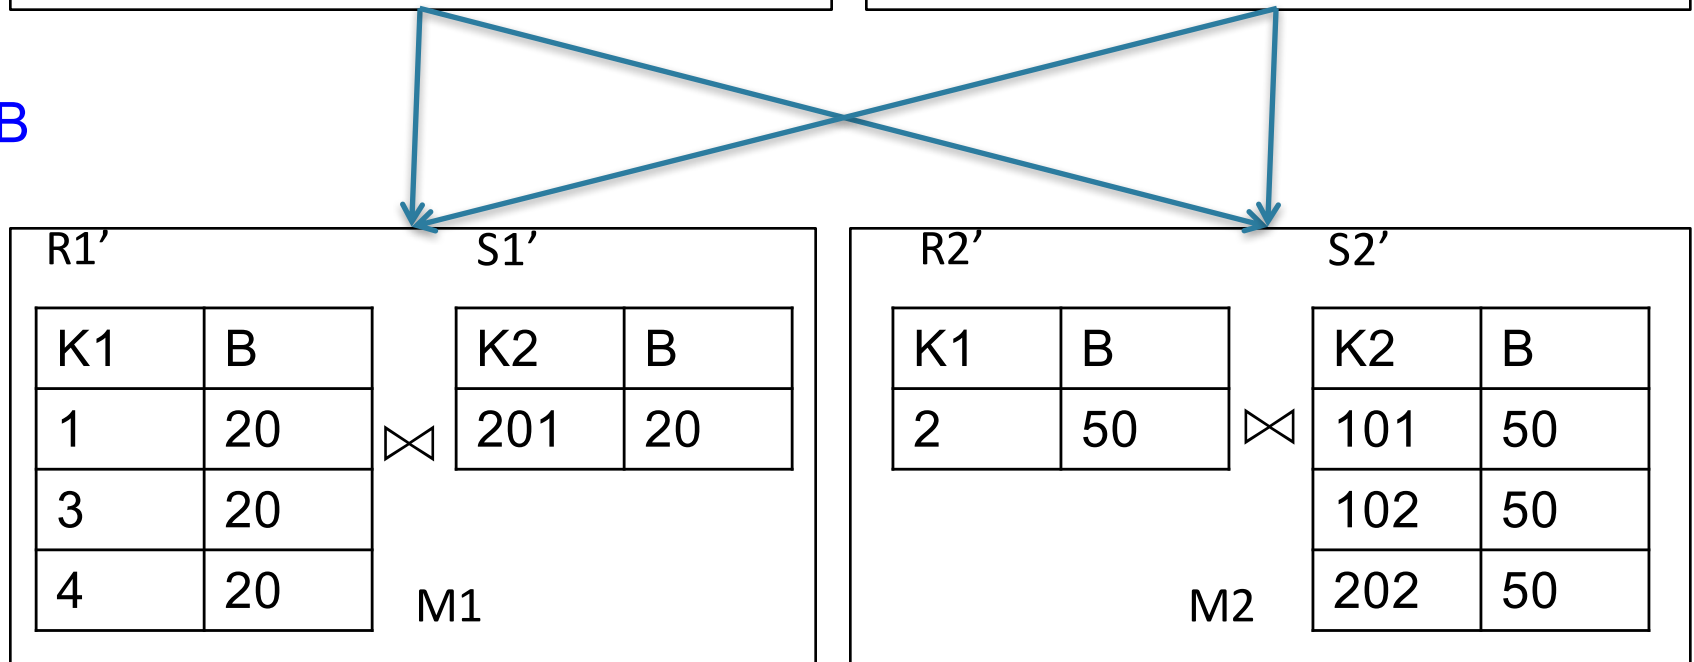 B
R1’ S1’ R2’ S2’
K1 B K2 B K1 B K2 B
1 20 ⋈ 201 20 2 50 ⋈ 101 50
3 20 102 50
4 20 M1 M2 202 50